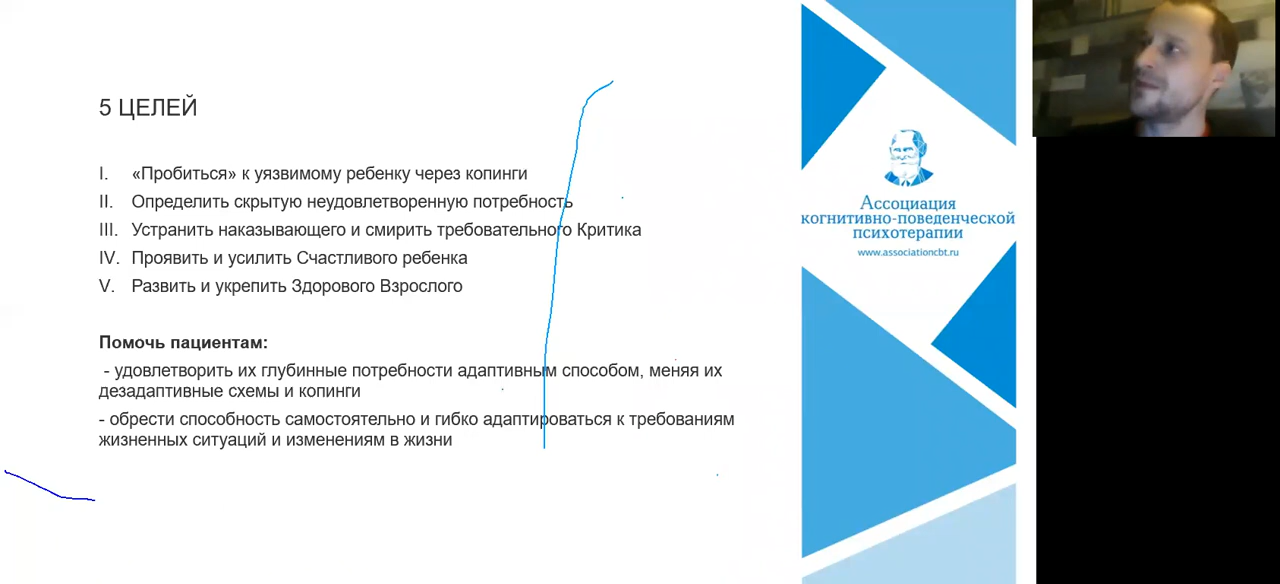 5 ЦЕЛЕЙ
I. «Пробиться» к уязвимому ребенку через копинги
II. Определить скрытую неудовлетворенную потребность
III. Устранить наказывающего и смирить требовательного Критика
IV. Проявить и усилить Счастливого ребенка
V. Развить и укрепить Здорового Взрослого
Помочь пациентам:
- удовлетворить их глубинные потребности адаптивным способом, меняя их
дезадаптивные схемы и копинги
- обрести способность самостоятельно и гибко адаптироваться к требованиям
жизненных ситуаций и изменениям в жизни
Ассоциация
когнитивно-поведенческой
психотерапии
www.associationcbt.ru